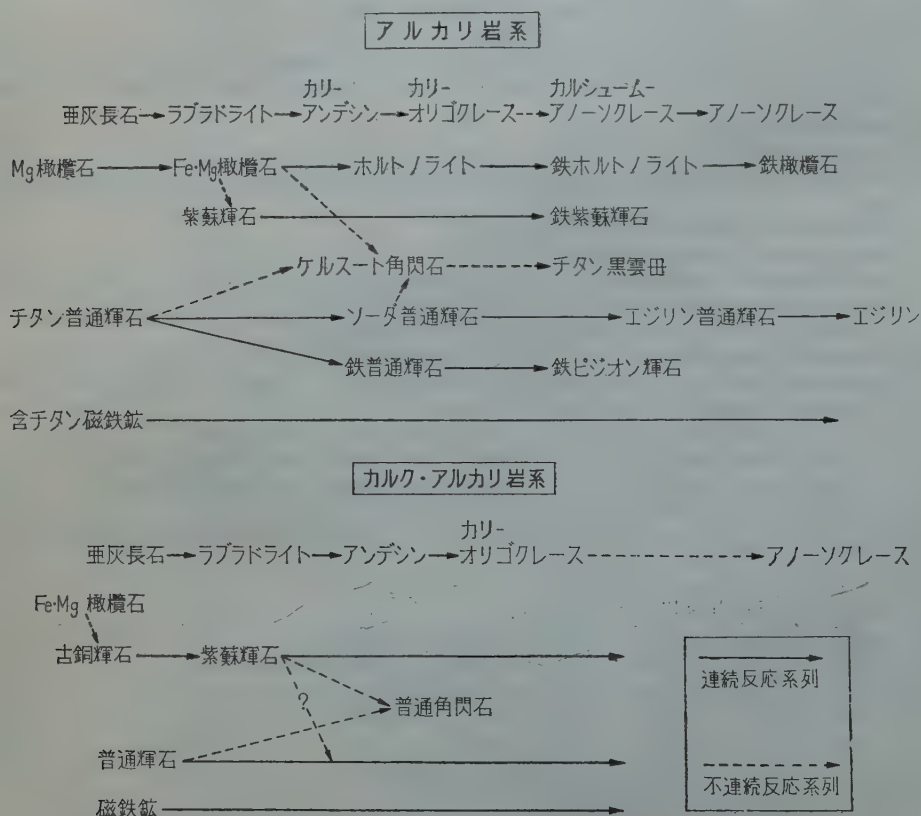 アルカリ岩系
カリー カリー カルシュームー
亜灰長石 ラブラドライト アンデシン オリゴクレース アノーソクレース アノーソクレース
Mg橄欖石 Fe·Mg橄欖石 ホルトノライト 鉄ホルトノライト 鉄橄欖石
紫蘇輝石 鉄紫蘇輝石
ケルスート角閃石 チタン黒雲母
チタン普通輝石 ソーダ普通輝石 エジリン普通輝石 エジリン
鉄普通輝石 鉄ピジオン輝石
含チタン磁鉄鉱
カルク・アルカリ岩系
カリー
亜灰長石 ラブラドライト アンデシン オリゴクレース アノーソクレース
Fe·Mg 橄欖石
古銅輝石 紫蘇輝石
?
普通角閃石
普通輝石
磁鉄鉱
連続反応系列
不連続反応系列